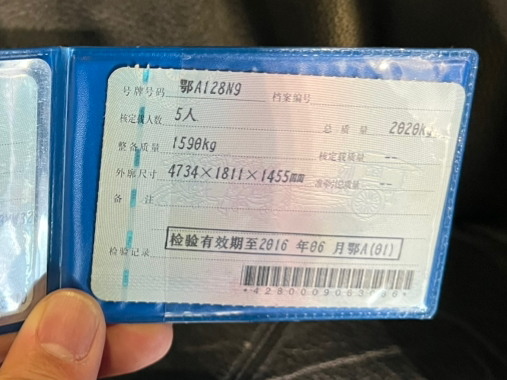 号牌号码 鄂A128N9 档案编号
核定载人数 5人 总质量 2020kg
整备质量 1590kg 核定载质量 --
外廓尺寸 4734×1811×1455 准牵引总质量 --
备注
检验记录 检验有效期至2016年06月鄂A(01)